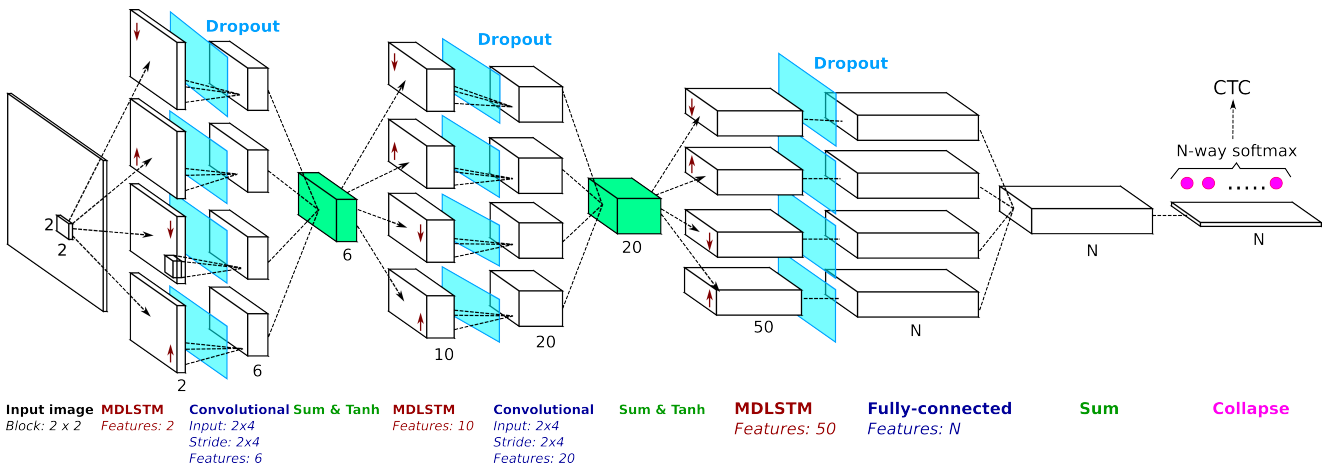 Dropout
Dropout
Dropout
CTC
N-way softmax
.....
2
2
6
20
N
N
50
N
20
10
6
2
Input image
Block: 2 x 2
MDLSTM
Features: 2
Convolutional
Input: 2x4
Stride: 2x4
Features: 6
Sum & Tanh
MDLSTM
Features: 10
Convolutional
Input: 2x4
Stride: 2x4
Features: 20
Sum & Tanh
MDLSTM
Features: 50
Fully-connected
Features: N
Sum
Collapse